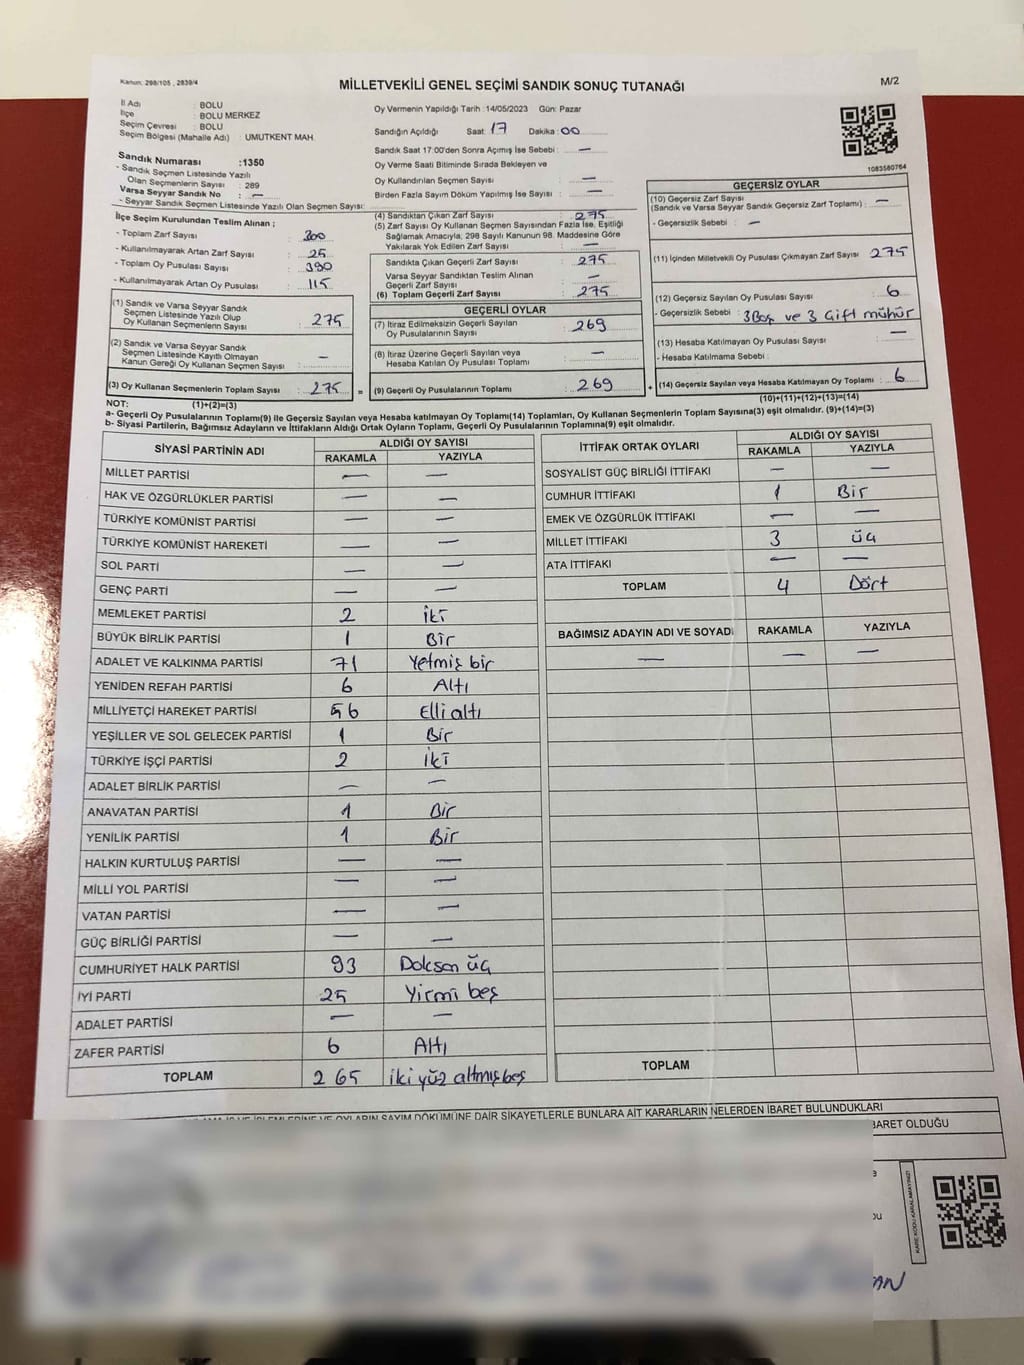 Kanun: 298/105 , 2839/4
MİLLETVEKİLİ GENEL SEÇİMİ SANDIK SONUÇ TUTANAĞI
M/2
İl Adı : BOLU
İlçe : BOLU MERKEZ
Seçim Çevresi : BOLU
Seçim Bölgesi (Mahalle Adı) : UMUTKENT MAH.
Sandık Numarası :1350
- Sandık Seçmen Listesinde Yazılı
Olan Seçmenlerin Sayısı : 289
Varsa Seyyar Sandık No : —
- Seyyar Sandık Seçmen Listesinde Yazılı Olan Seçmen Sayısı:
Oy Vermenin Yapıldığı Tarih :14/05/2023 Gün: Pazar
Sandığın Açıldığı Saat: 17 Dakika: 00
Sandık Saat 17:00'den Sonra Açımış İse Sebebi : —
Oy Verme Saati Bitiminde Sırada Bekleyen ve
Oy Kullandırılan Seçmen Sayısı : —
Birden Fazla Sayım Döküm Yapılmış İse Sayısı : —
1083580764
İlçe Seçim Kurulundan Teslim Alınan ;
- Toplam Zarf Sayısı : 300
- Kullanılmayarak Artan Zarf Sayısı : 25
- Toplam Oy Pusulası Sayısı : 390
- Kullanılmayarak Artan Oy Pusulası : 115
(1) Sandık ve Varsa Seyyar Sandık
Seçmen Listesinde Yazılı Olup
Oy Kullanan Seçmenlerin Sayısı : 275
(2) Sandık ve Varsa Seyyar Sandık
Seçmen Listesinde Kayıtlı Olmayan
Kanun Gereği Oy Kullanan Seçmen Sayısı: —
(3) Oy Kullanan Seçmenlerin Toplam Sayısı : 275 =
(4) Sandıktan Çıkan Zarf Sayısı : 275
(5) Zarf Sayısı Oy Kullanan Seçmen Sayısından Fazla İse, Eşitliği
Sağlamak Amacıyla, 298 Sayılı Kanunun 98. Maddesine Göre
Yakılarak Yok Edilen Zarf Sayısı : —
Sandıkta Çıkan Geçerli Zarf Sayısı : 275
Varsa Seyyar Sandıktan Teslim Alınan
Geçerli Zarf Sayısı : —
(6) Toplam Geçerli Zarf Sayısı : 275
GEÇERLİ OYLAR
(7) İtiraz Edilmeksizin Geçerli Sayılan
Oy Pusulalarının Sayısı : 269
(8) İtiraz Üzerine Geçerli Sayılan veya
Hesaba Katılan Oy Pusulası Toplamı : —
(9) Geçerli Oy Pusulalarının Toplamı : 269 +
GEÇERSİZ OYLAR
(10) Geçersiz Zarf Sayısı
(Sandık ve Varsa Seyyar Sandık Geçersiz Zarf Toplamı) : —
- Geçersizlik Sebebi : —
(11) İçinden Milletvekili Oy Pusulası Çıkmayan Zarf Sayısı : 275
(12) Geçersiz Sayılan Oy Pusulası Sayısı : 6
- Geçersizlik Sebebi : 3 Boş ve 3 Çift mühür
(13) Hesaba Katılmayan Oy Pusulası Sayısı : —
- Hesaba Katılmama Sebebi :
(14) Geçersiz Sayılan veya Hesaba Katılmayan Oy Toplamı : 6
NOT: (1)+(2)=(3)
(10)+(11)+(12)+(13)=(14)
a- Geçerli Oy Pusulalarının Toplamı(9) ile Geçersiz Sayılan veya Hesaba katılmayan Oy Toplamı(14) Toplamları, Oy Kullanan Seçmenlerin Toplam Sayısına(3) eşit olmalıdır. (9)+(14)=(3)
b- Siyasi Partilerin, Bağımsız Adayların ve İttifakların Aldığı Ortak Oyların Toplamı, Geçerli Oy Pusulalarının Toplamına(9) eşit olmalıdır.
SİYASİ PARTİNİN ADI ALDIĞI OY SAYISI
RAKAMLA YAZIYLA
MİLLET PARTİSİ — —
HAK VE ÖZGÜRLÜKLER PARTİSİ — —
TÜRKİYE KOMÜNİST PARTİSİ — —
TÜRKİYE KOMÜNİST HAREKETİ — —
SOL PARTİ — —
GENÇ PARTİ — —
MEMLEKET PARTİSİ 2 İki
BÜYÜK BİRLİK PARTİSİ 1 Bir
ADALET VE KALKINMA PARTİSİ 71 Yetmiş bir
YENİDEN REFAH PARTİSİ 6 Altı
MİLLİYETÇİ HAREKET PARTİSİ 56 Elli altı
YEŞİLLER VE SOL GELECEK PARTİSİ 1 Bir
TÜRKİYE İŞÇİ PARTİSİ 2 İki
ADALET BİRLİK PARTİSİ — —
ANAVATAN PARTİSİ 1 Bir
YENİLİK PARTİSİ 1 Bir
HALKIN KURTULUŞ PARTİSİ — —
MİLLİ YOL PARTİSİ — —
VATAN PARTİSİ — —
GÜÇ BİRLİĞİ PARTİSİ — —
CUMHURİYET HALK PARTİSİ 93 Doksan üç
İYİ PARTİ 25 Yirmi beş
ADALET PARTİSİ — —
ZAFER PARTİSİ 6 Altı
TOPLAM 265 iki yüz altmış beş
İTTİFAK ORTAK OYLARI ALDIĞI OY SAYISI
RAKAMLA YAZIYLA
SOSYALİST GÜÇ BİRLİĞİ İTTİFAKI — —
CUMHUR İTTİFAKI 1 Bir
EMEK VE ÖZGÜRLÜK İTTİFAKI — —
MİLLET İTTİFAKI 3 üç
ATA İTTİFAKI — —
TOPLAM 4 Dört
BAĞIMSIZ ADAYIN ADI VE SOYADI RAKAMLA YAZIYLA
— — —
TOPLAM
İŞLEMLERİNE VE OYLARIN SAYIM DÖKÜMÜNE DAİR ŞİKAYETLERLE BUNLARA AİT KARARLARIN NELERDEN İBARET BULUNDUKLARI
BARET OLDUĞU
KARE KODU KARALAMAYINIZ!